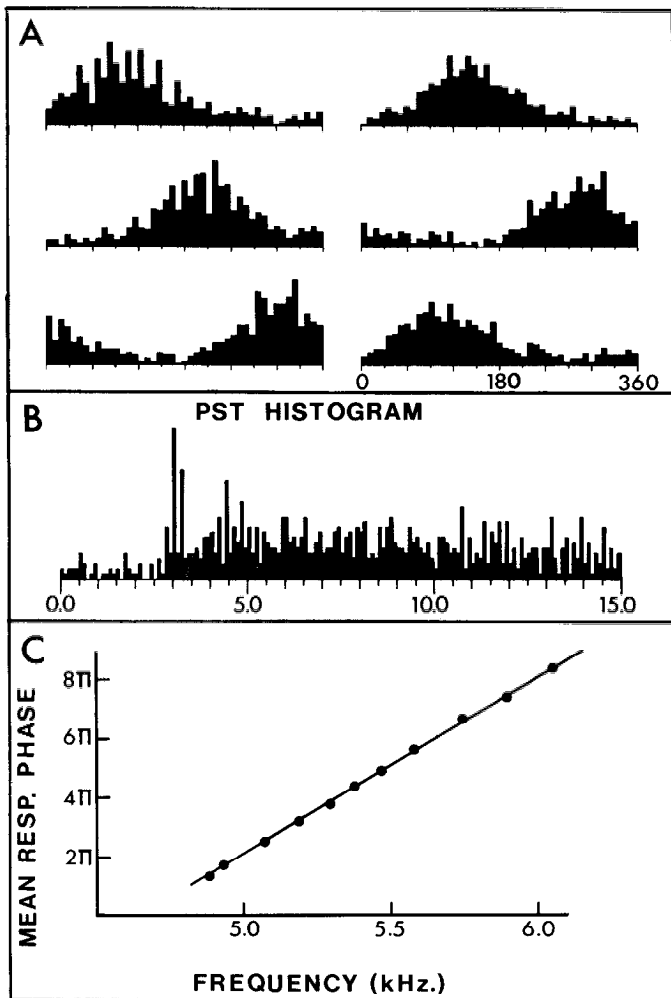 A
0 180 360
PST HISTOGRAM
B
0.0 5.0 10.0 15.0
C
8π
6π
4π
2π
MEAN RESP. PHASE
5.0 5.5 6.0
FREQUENCY (kHz.)